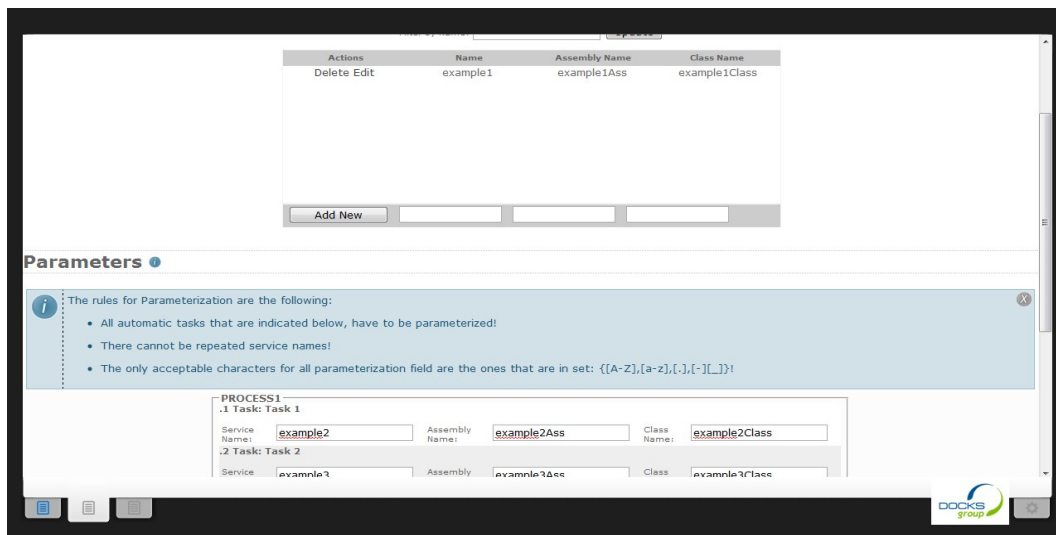 Actions Name Assembly Name Class Name
Delete Edit example1 example1Ass example1Class
Add New
Parameters
The rules for Parameterization are the following:
• All automatic tasks that are indicated below, have to be parameterized!
• There cannot be repeated service names!
• The only acceptable characters for all parameterization field are the ones that are in set: {[A-Z],[a-z],[.],[-][_]}!
PROCESS1
.1 Task: Task 1
Service Name: example2 Assembly Name: example2Ass Class Name: example2Class
.2 Task: Task 2
Service example3 Assembly example3Ass Class example3Class
DOCKS
group